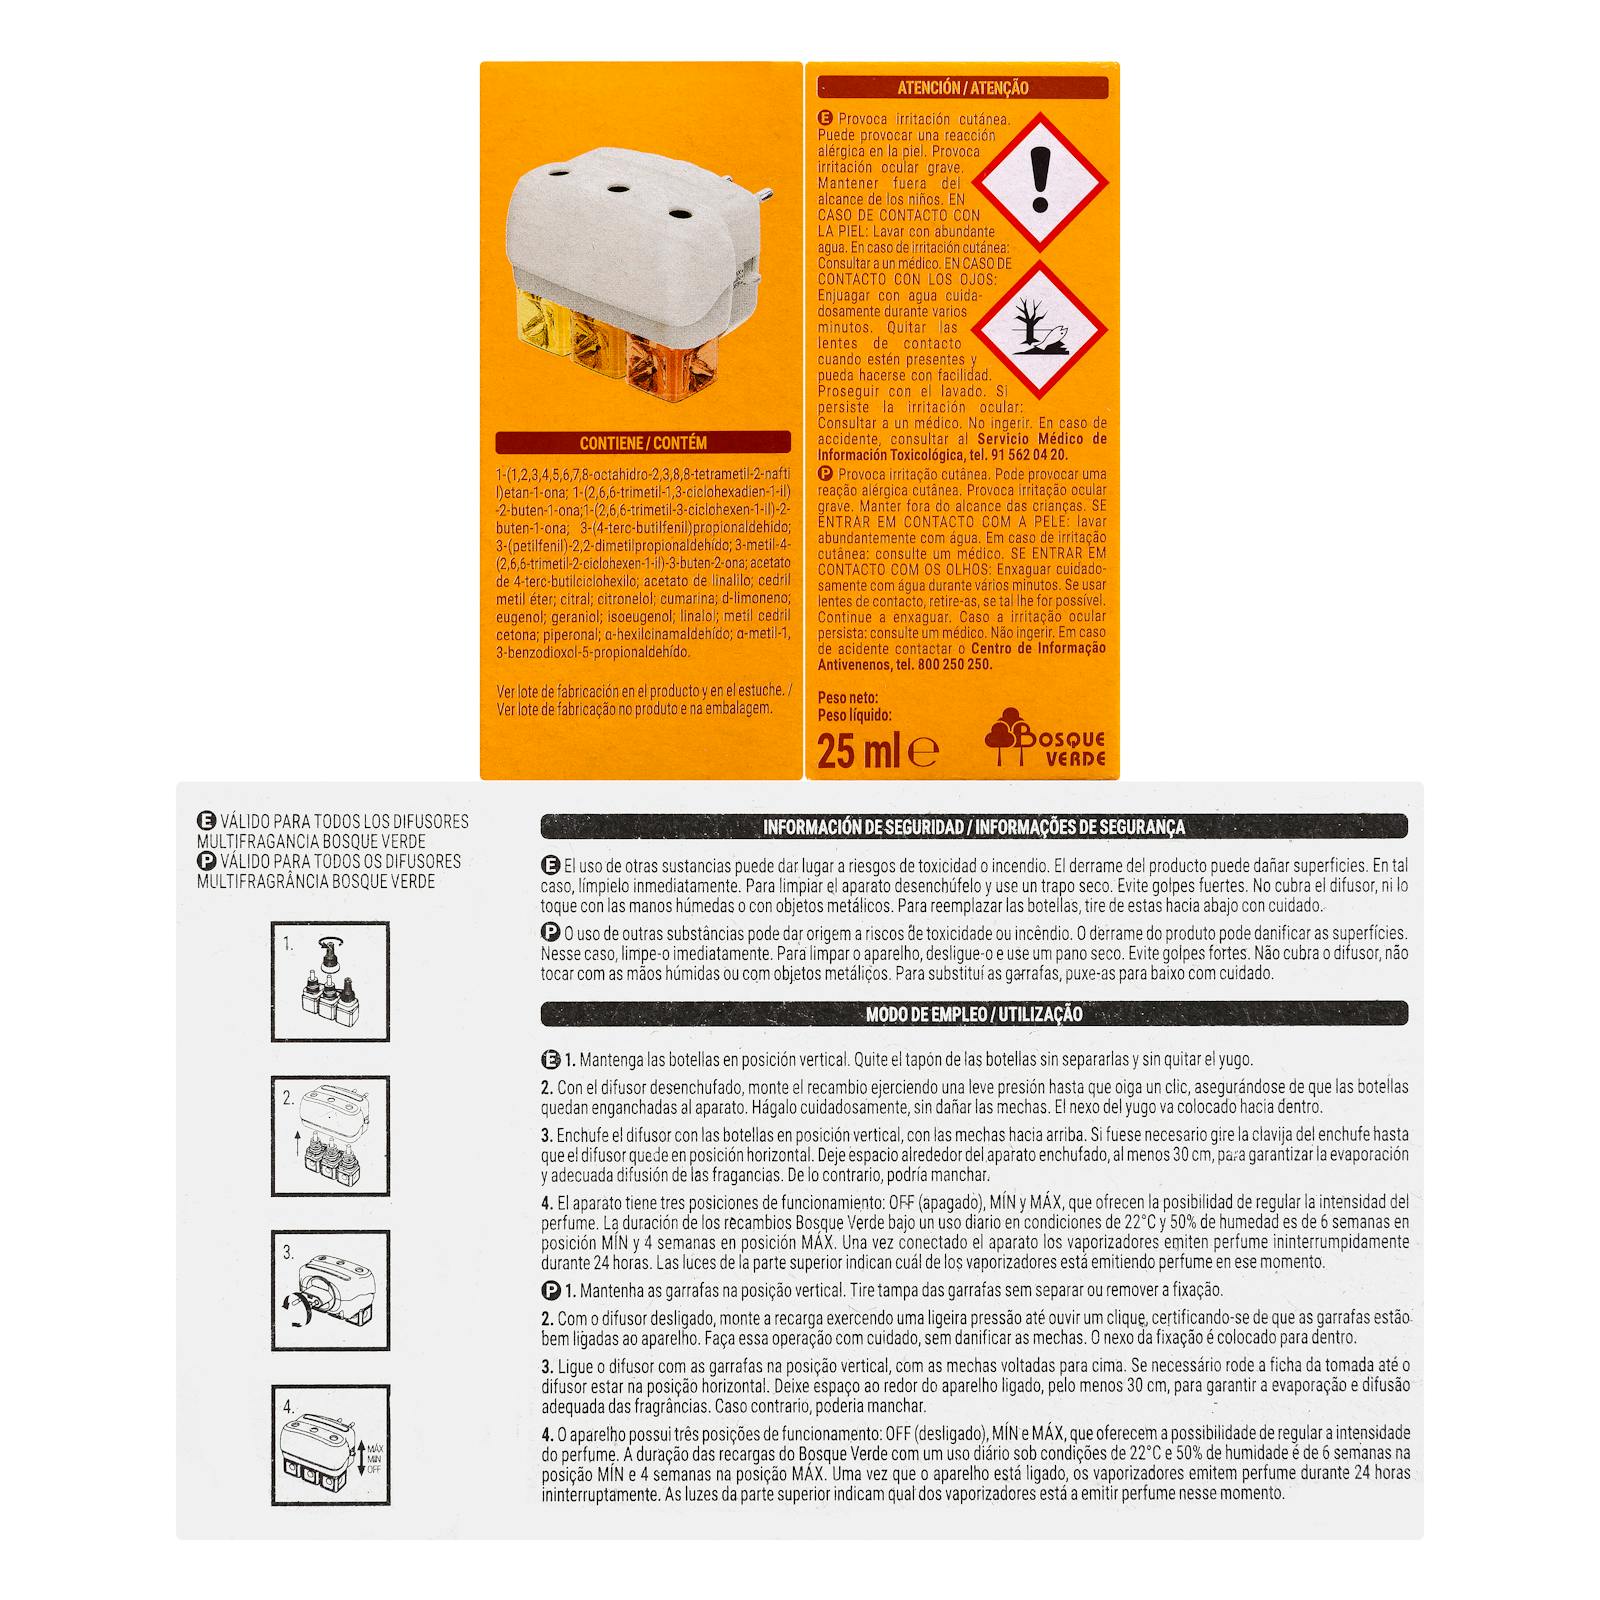 CONTIENE / CONTÉM
1-(1,2,3,4,5,6,7,8-octahidro-2,3,8,8-tetrametil-2-nafti
l)etan-1-ona; 1-(2,6,6-trimetil-1,3-ciclohexadien-1-il)
-2-buten-1-ona;1-(2,6,6-trimetil-3-ciclohexen-1-il)-2-
buten-1-ona; 3-(4-terc-butilfenil)propionaldehído;
3-(petilfenil)-2,2-dimetilpropionaldehído; 3-metil-4-
(2,6,6-trimetil-2-ciclohexen-1-il)-3-buten-2-ona; acetato
de 4-terc-butilciclohexilo; acetato de linalilo; cedril
metil éter; citral; citronelol; cumarina; d-limoneno;
eugenol; geraniol; isoeugenol; linalol; metil cedril
cetona; piperonal; α-hexilcinamaldehído; α-metil-1,
3-benzodioxol-5-propionaldehído.
Ver lote de fabricación en el producto y en el estuche. /
Ver lote de fabricação no produto e na embalagem.
ATENCIÓN / ATENÇÃO
E Provoca irritación cutánea.
Puede provocar una reacción
alérgica en la piel. Provoca
irritación ocular grave.
Mantener fuera del
alcance de los niños. EN
CASO DE CONTACTO CON
LA PIEL: Lavar con abundante
agua. En caso de irritación cutánea:
Consultar a un médico. EN CASO DE
CONTACTO CON LOS OJOS:
Enjuagar con agua cuida-
dosamente durante varios
minutos. Quitar las
lentes de contacto
cuando estén presentes y
pueda hacerse con facilidad.
Proseguir con el lavado. Si
persiste la irritación ocular:
Consultar a un médico. No ingerir. En caso de
accidente, consultar al Servicio Médico de
Información Toxicológica, tel. 91 562 04 20.
P Provoca irritação cutânea. Pode provocar uma
reação alérgica cutânea. Provoca irritação ocular
grave. Manter fora do alcance das crianças. SE
ENTRAR EM CONTACTO COM A PELE: lavar
abundantemente com água. Em caso de irritação
cutânea: consulte um médico. SE ENTRAR EM
CONTACTO COM OS OLHOS: Enxaguar cuidado-
samente com água durante vários minutos. Se usar
lentes de contacto, retire-as, se tal lhe for possível.
Continue a enxaguar. Caso a irritação ocular
persista: consulte um médico. Não ingerir. Em caso
de acidente contactar o Centro de Informação
Antivenenos, tel. 800 250 250.
Peso neto:
Peso líquido:
25 ml ℮
BOSQUE
VERDE
E VÁLIDO PARA TODOS LOS DIFUSORES
MULTIFRAGANCIA BOSQUE VERDE
P VÁLIDO PARA TODOS OS DIFUSORES
MULTIFRAGRÂNCIA BOSQUE VERDE
1.
2.
3.
4.
MÁX
MIN
OFF
INFORMACIÓN DE SEGURIDAD / INFORMAÇÕES DE SEGURANÇA
E El uso de otras sustancias puede dar lugar a riesgos de toxicidad o incendio. El derrame del producto puede dañar superficies. En tal
caso, límpielo inmediatamente. Para limpiar el aparato desenchúfelo y use un trapo seco. Evite golpes fuertes. No cubra el difusor, ni lo
toque con las manos húmedas o con objetos metálicos. Para reemplazar las botellas, tire de estas hacia abajo con cuidado.
P O uso de outras substâncias pode dar origem a riscos de toxicidade ou incêndio. O derrame do produto pode danificar as superfícies.
Nesse caso, limpe-o imediatamente. Para limpar o aparelho, desligue-o e use um pano seco. Evite golpes fortes. Não cubra o difusor, não
tocar com as mãos húmidas ou com objetos metáliços. Para substituí as garrafas, puxe-as para baixo com cuidado.
MODO DE EMPLEO / UTILIZAÇÃO
E 1. Mantenga las botellas en posición vertical. Quite el tapón de las botellas sin separarlas y sin quitar el yugo.
2. Con el difusor desenchufado, monte el recambio ejerciendo una leve presión hasta que oiga un clic, asegurándose de que las botellas
quedan enganchadas al aparato. Hágalo cuidadosamente, sin dañar las mechas. El nexo del yugo va colocado hacia dentro.
3. Enchufe el difusor con las botellas en posición vertical, con las mechas hacia arriba. Si fuese necesario gire la clavija del enchufe hasta
que el difusor quede en posición horizontal. Deje espacio alrededor del aparato enchufado, al menos 30 cm, para garantizar la evaporación
y adecuada difusión de las fragancias. De lo contrario, podría manchar.
4. El aparato tiene tres posiciones de funcionamiento: OFF (apagado), MÍN y MÁX, que ofrecen la posibilidad de regular la intensidad del
perfume. La duración de los recambios Bosque Verde bajo un uso diario en condiciones de 22°C y 50% de humedad es de 6 semanas en
posición MÍN y 4 semanas en posición MÁX. Una vez conectado el aparato los vaporizadores emiten perfume ininterrumpidamente
durante 24 horas. Las luces de la parte superior indican cuál de los vaporizadores está emitiendo perfume en ese momento.
P 1. Mantenha as garrafas na posição vertical. Tire tampa das garrafas sem separar ou remover a fixação.
2. Com o difusor desligado, monte a recarga exercendo uma ligeira pressão até ouvir um clique, certificando-se de que as garrafas estão
bem ligadas ao aparelho. Faça essa operação com cuidado, sem danificar as mechas. O nexo da fixação é colocado para dentro.
3. Ligue o difusor com as garrafas na posição vertical, com as mechas voltadas para cima. Se necessário rode a ficha da tomada até o
difusor estar na posição horizontal. Deixe espaço ao redor do aparelho ligado, pelo menos 30 cm, para garantir a evaporação e difusão
adequada das fragrâncias. Caso contrario, poderia manchar.
4. O aparelho possui três posições de funcionamento: OFF (desligado), MÍN e MÁX, que oferecem a possibilidade de regular a intensidade
do perfume. A duração das recargas do Bosque Verde com um uso diário sob condições de 22°C e 50% de humidade é de 6 semanas na
posição MÍN e 4 semanas na posição MÁX. Uma vez que o aparelho está ligado, os vaporizadores emitem perfume durante 24 horas
ininterruptamente. As luzes da parte superior indicam qual dos vaporizadores está a emitir perfume nesse momento.